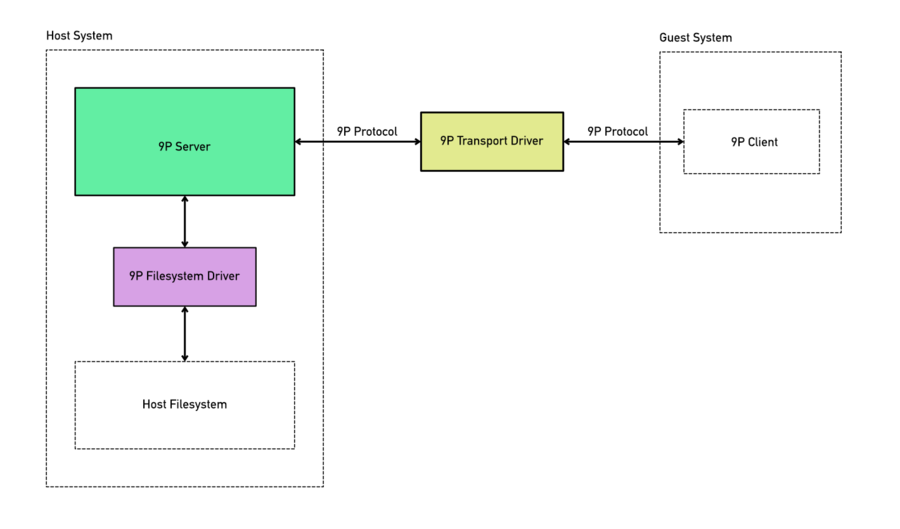 Host System
Guest System
9P Server
9P Protocol
9P Transport Driver
9P Protocol
9P Client
9P Filesystem Driver
Host Filesystem